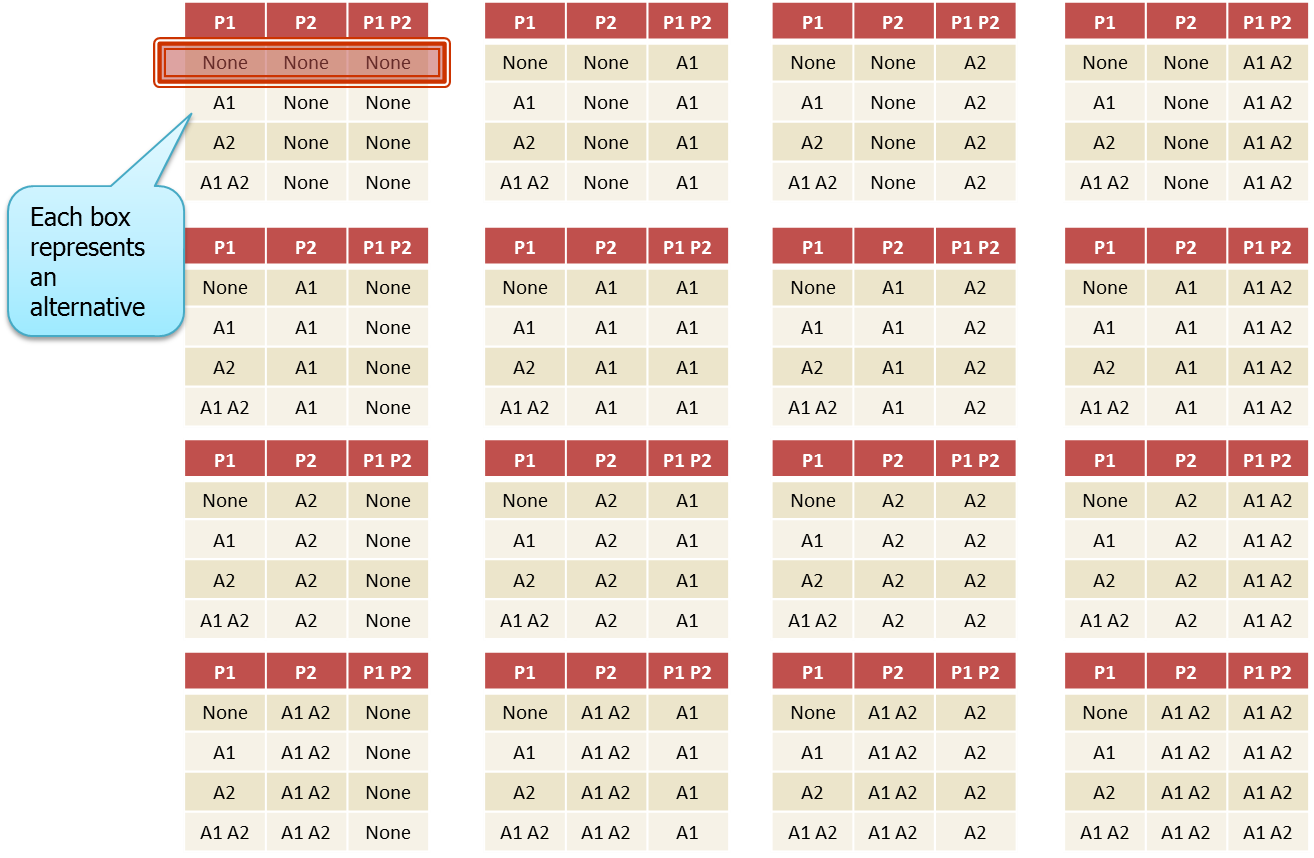 P1 P2 P1 P2 P1 P2 P1 P2 P1 P2 P1 P2 P1 P2 P1 P2
None None None None None A1 None None A2 None None A1 A2
A1 None None A1 None A1 A1 None A2 A1 None A1 A2
A2 None None A2 None A1 A2 None A2 A2 None A1 A2
A1 A2 None None A1 A2 None A1 A1 A2 None A2 A1 A2 None A1 A2
Each box
represents
an
alternative
P1 P2 P1 P2 P1 P2 P1 P2 P1 P2 P1 P2 P1 P2 P1 P2
None A1 None None A1 A1 None A1 A2 None A1 A1 A2
A1 A1 None A1 A1 A1 A1 A1 A2 A1 A1 A1 A2
A2 A1 None A2 A1 A1 A2 A1 A2 A2 A1 A1 A2
A1 A2 A1 None A1 A2 A1 A1 A1 A2 A1 A2 A1 A2 A1 A1 A2
P1 P2 P1 P2 P1 P2 P1 P2 P1 P2 P1 P2 P1 P2 P1 P2
None A2 None None A2 A1 None A2 A2 None A2 A1 A2
A1 A2 None A1 A2 A1 A1 A2 A2 A1 A2 A1 A2
A2 A2 None A2 A2 A1 A2 A2 A2 A2 A2 A1 A2
A1 A2 A2 None A1 A2 A2 A1 A1 A2 A2 A2 A1 A2 A2 A1 A2
P1 P2 P1 P2 P1 P2 P1 P2 P1 P2 P1 P2 P1 P2 P1 P2
None A1 A2 None None A1 A2 A1 None A1 A2 A2 None A1 A2 A1 A2
A1 A1 A2 None A1 A1 A2 A1 A1 A1 A2 A2 A1 A1 A2 A1 A2
A2 A1 A2 None A2 A1 A2 A1 A2 A1 A2 A2 A2 A1 A2 A1 A2
A1 A2 A1 A2 None A1 A2 A1 A2 A1 A1 A2 A1 A2 A2 A1 A2 A1 A2 A1 A2